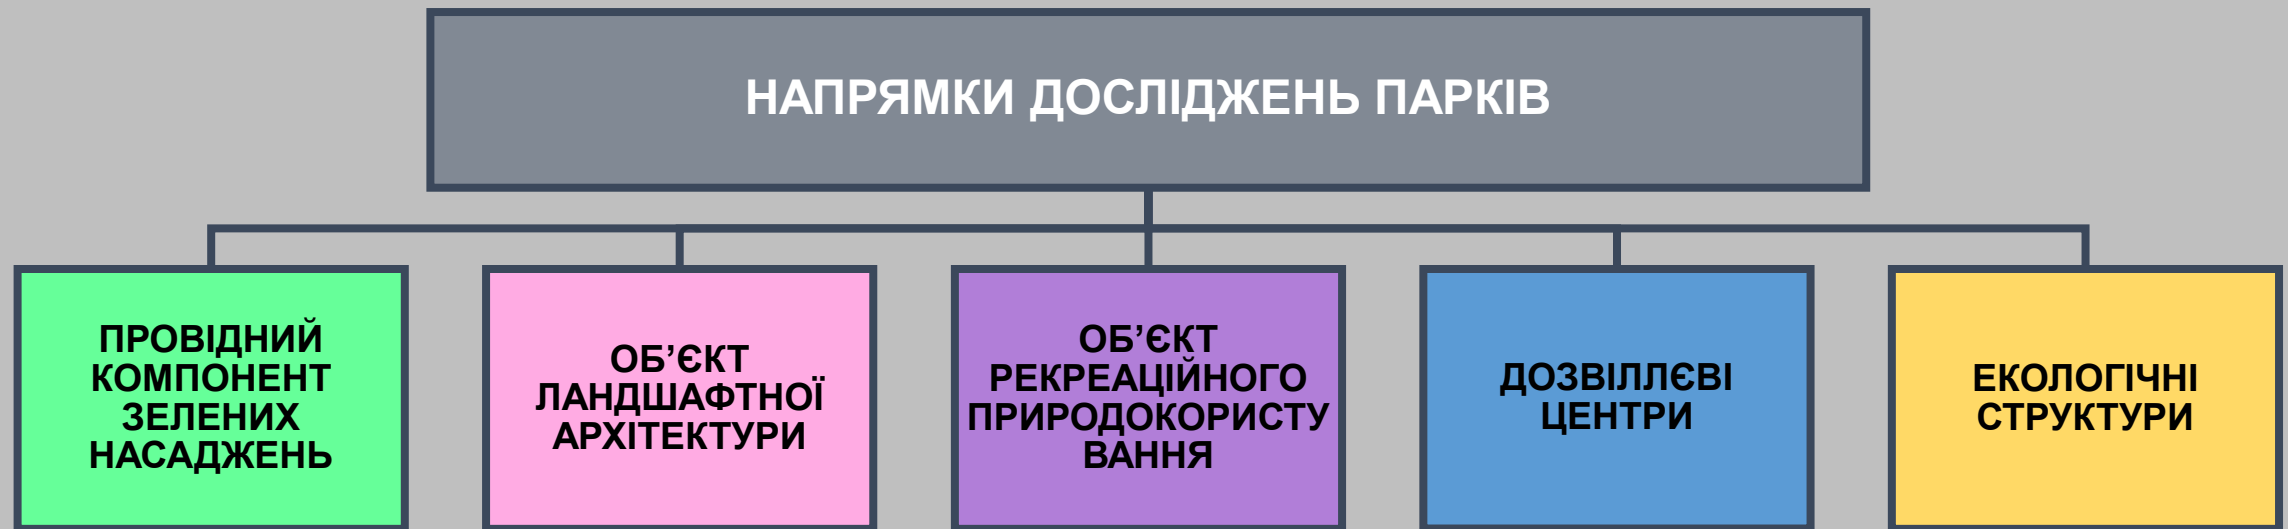 НАПРЯМКИ ДОСЛІДЖЕНЬ ПАРКІВ
ПРОВІДНИЙ
КОМПОНЕНТ
ЗЕЛЕНИХ
НАСАДЖЕНЬ
ОБ’ЄКТ
ЛАНДШАФТНОЇ
АРХІТЕКТУРИ
ОБ’ЄКТ
РЕКРЕАЦІЙНОГО
ПРИРОДОКОРИСТУ
ВАННЯ
ДОЗВІЛЛЄВІ
ЦЕНТРИ
ЕКОЛОГІЧНІ
СТРУКТУРИ